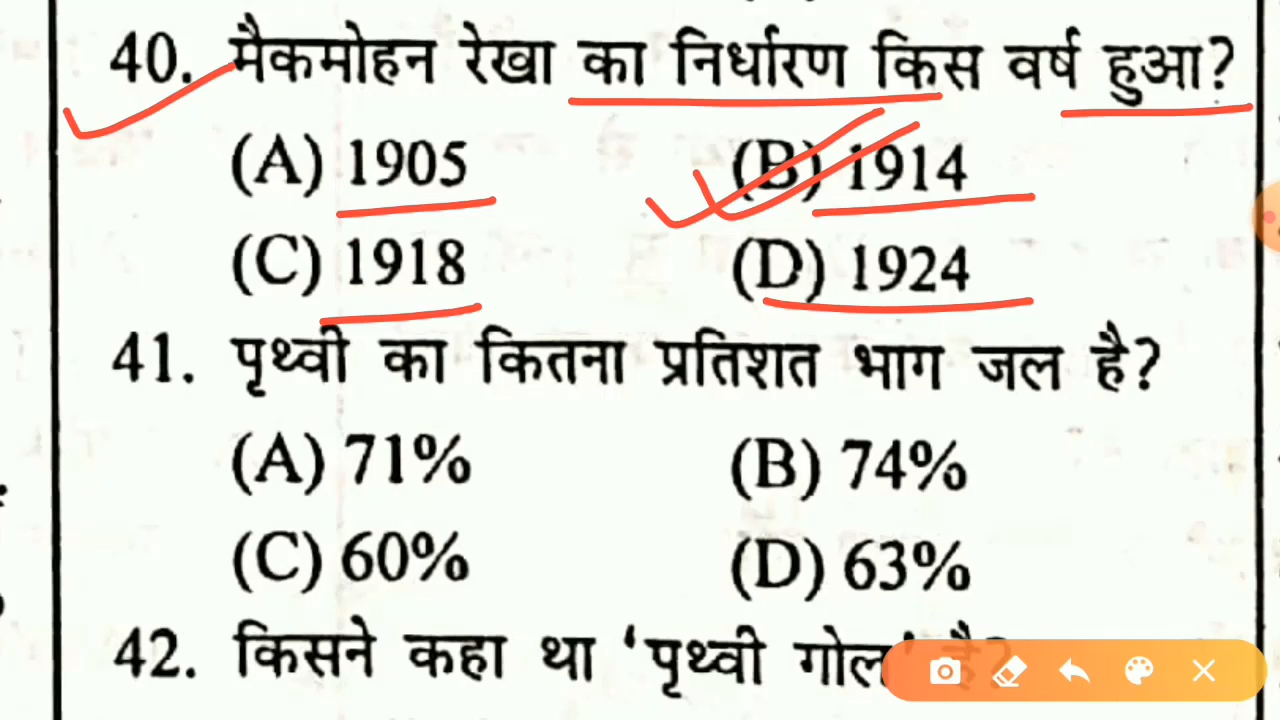 40. मैकमोहन रेखा का निर्धारण किस वर्ष हुआ?
(A) 1905 (B) 1914
(C) 1918 (D) 1924
41. पृथ्वी का कितना प्रतिशत भाग जल है?
(A) 71% (B) 74%
(C) 60% (D) 63%
42. किसने कहा था ‘पृथ्वी गोल’ है?